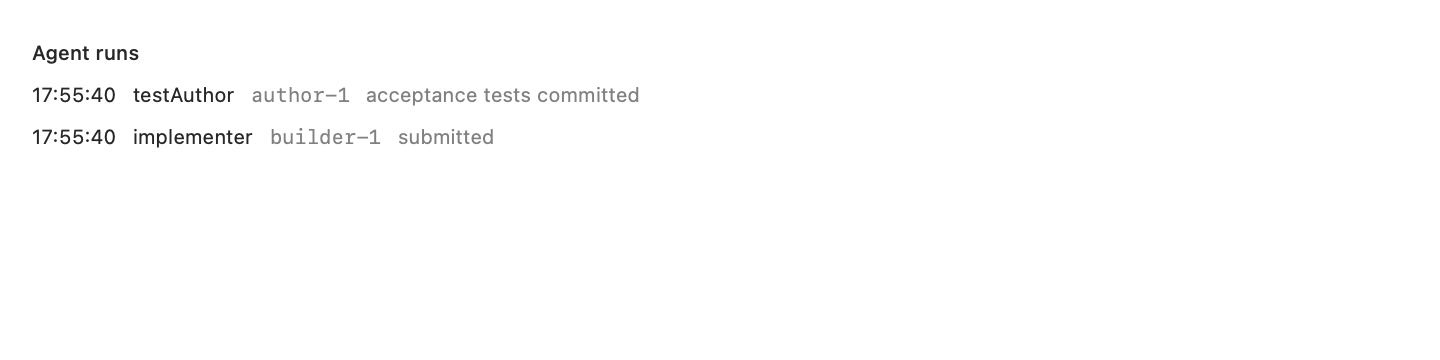 Agent runs
17:55:40 testAuthor author-1 acceptance tests committed
17:55:40 implementer builder-1 submitted